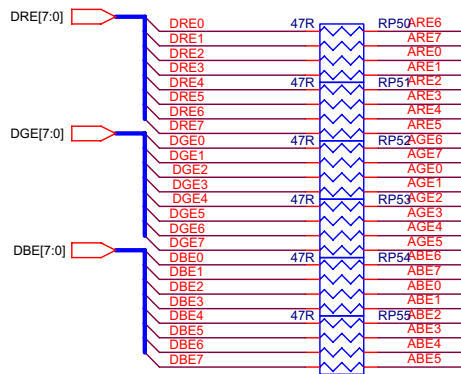 DRE[7:0] DRE0 47R RP50 ARE6
DRE1 ARE7
DRE2 ARE0
DRE3 ARE1
DRE4 47R RP51 ARE2
DRE5 ARE3
DRE6 ARE4
DRE7 ARE5
DGE[7:0] DGE0 47R RP52 AGE6
DGE1 AGE7
DGE2 AGE0
DGE3 AGE1
DGE4 47R RP53 AGE2
DGE5 AGE3
DGE6 AGE4
DGE7 AGE5
DBE[7:0] DBE0 47R RP54 ABE6
DBE1 ABE7
DBE2 ABE0
DBE3 ABE1
DBE4 47R RP55 ABE2
DBE5 ABE3
DBE6 ABE4
DBE7 ABE5